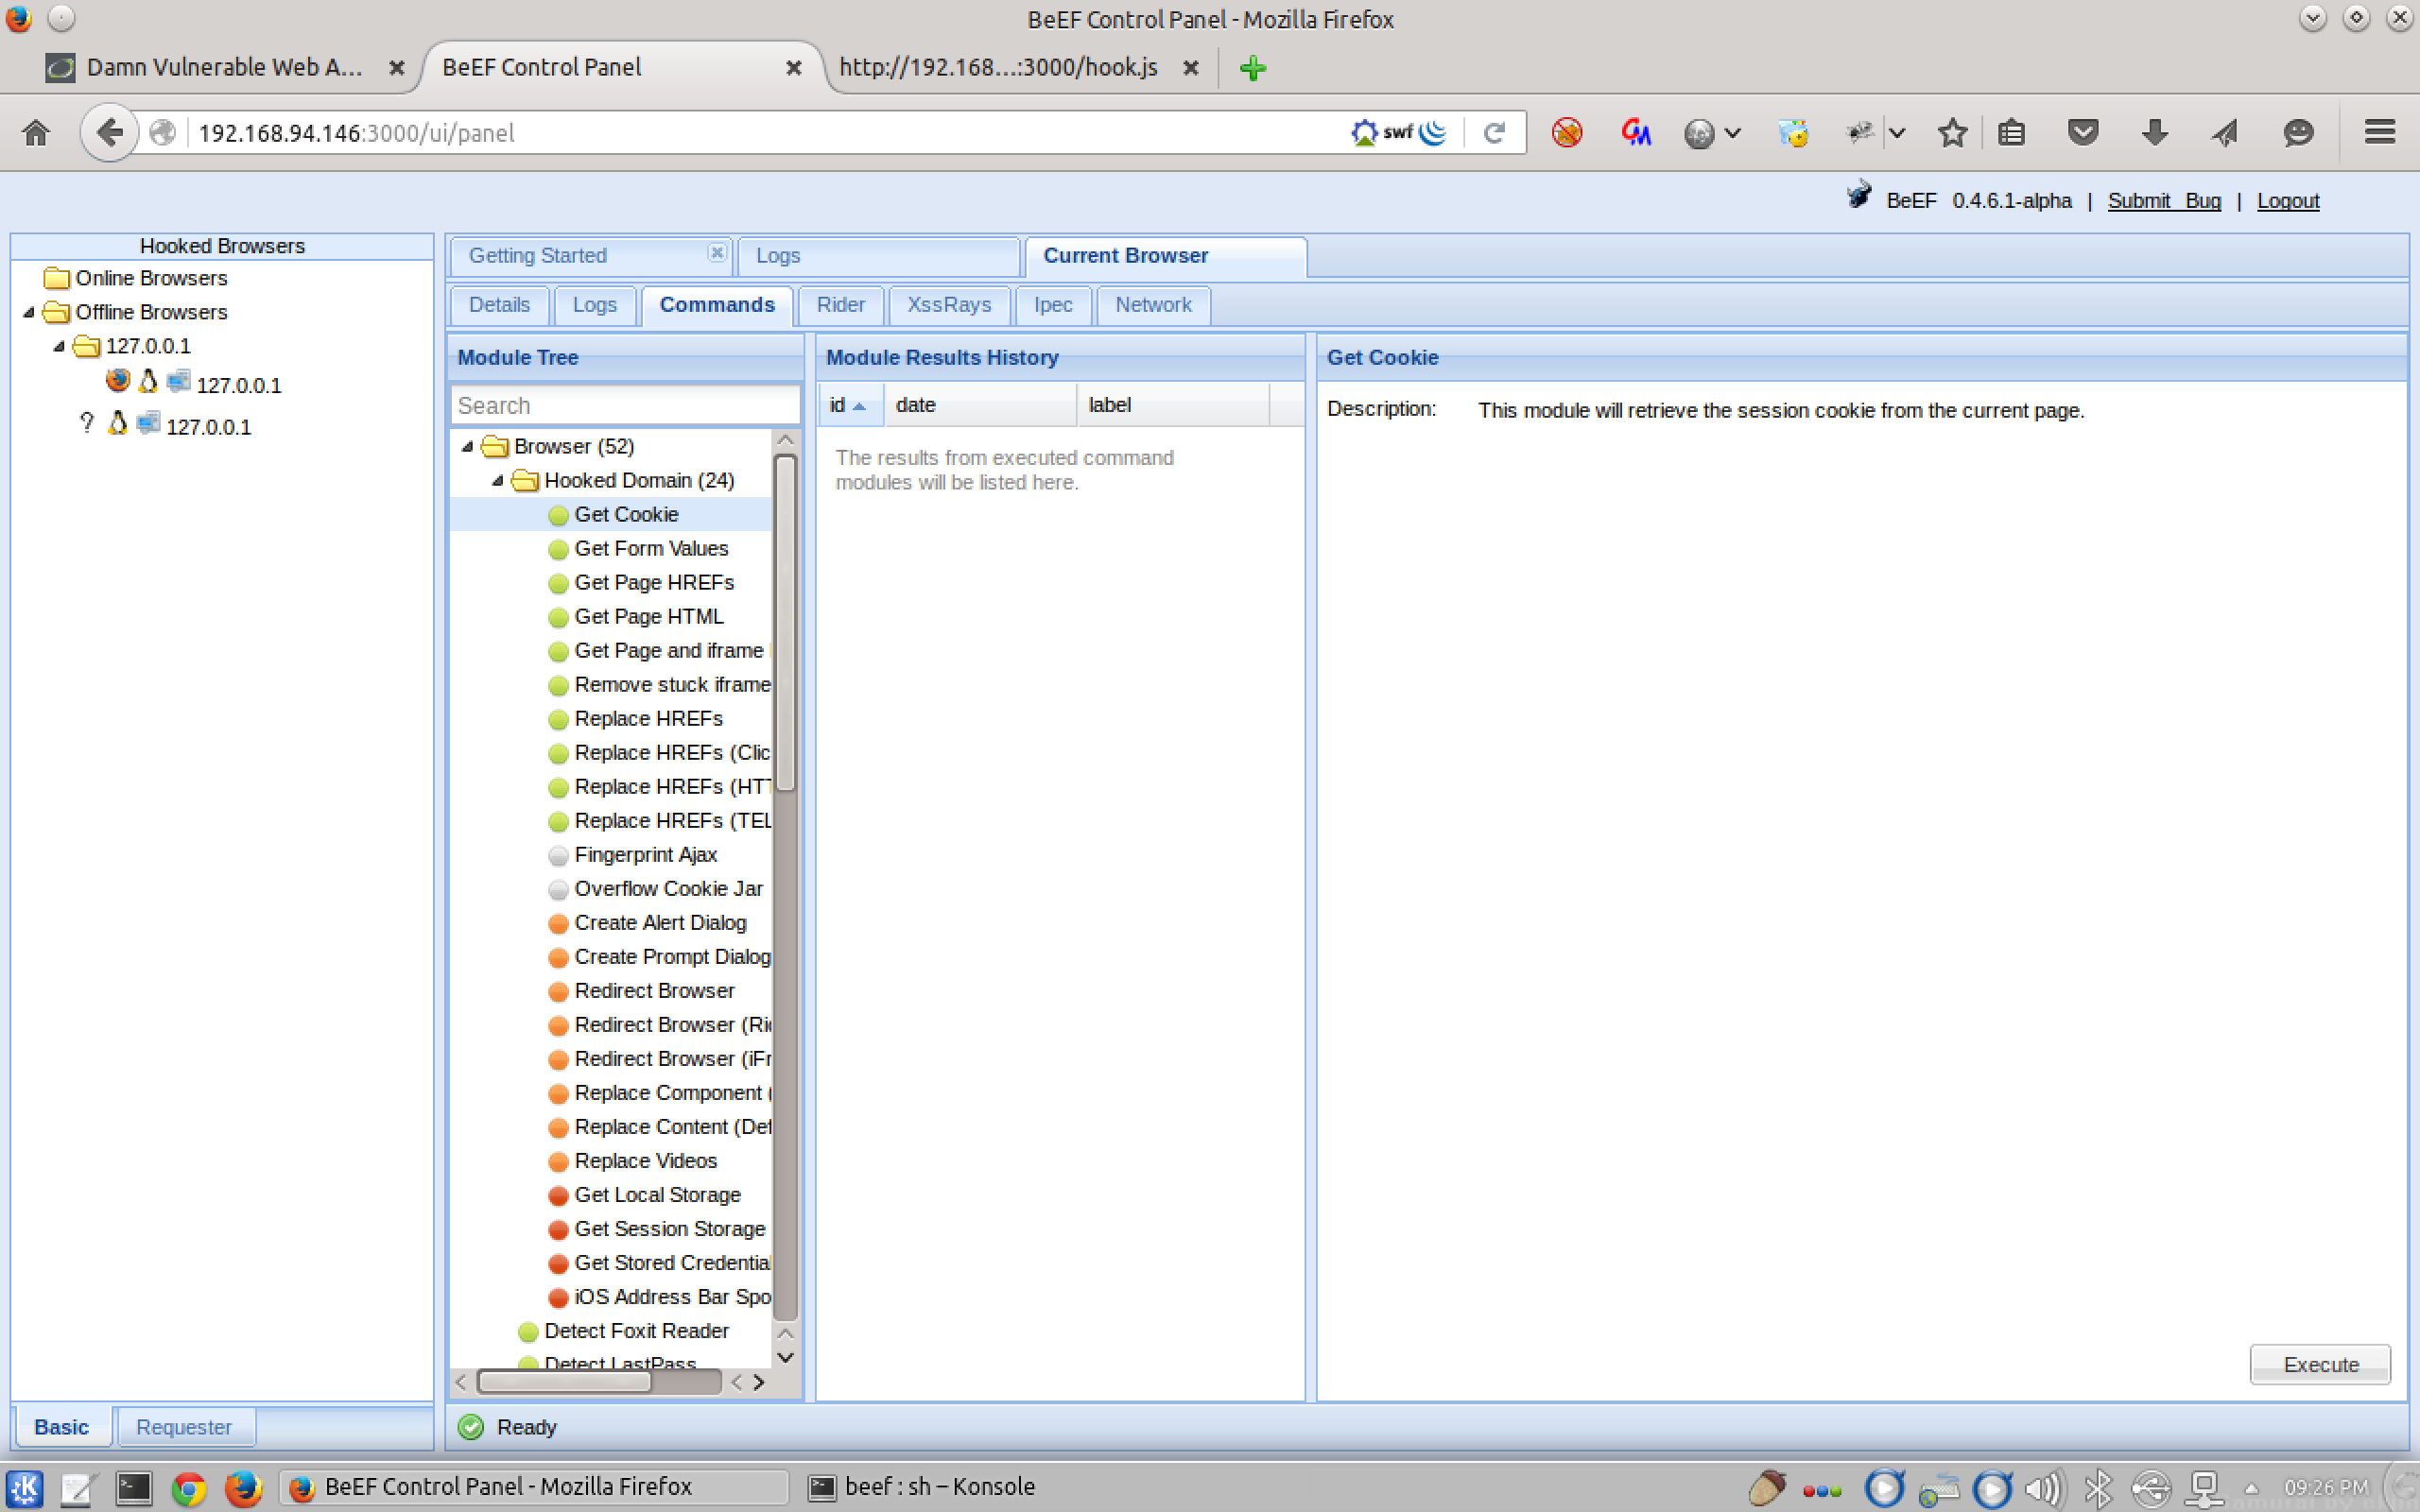 BeEF Control Panel - Mozilla Firefox
Damn Vulnerable Web A...
BeEF Control Panel
http://192.168...:3000/hook.js
192.168.94.146:3000/ui/panel
swf
BeEF 0.4.6.1-alpha | Submit Bug | Logout
Hooked Browsers
Online Browsers
Offline Browsers
127.0.0.1
127.0.0.1
? 127.0.0.1
Basic
Requester
Getting Started
Logs
Current Browser
Details
Logs
Commands
Rider
XssRays
Ipec
Network
Module Tree
Search
Browser (52)
Hooked Domain (24)
Get Cookie
Get Form Values
Get Page HREFs
Get Page HTML
Get Page and iframe
Remove stuck iframe
Replace HREFs
Replace HREFs (Clic
Replace HREFs (HTT
Replace HREFs (TEL
Fingerprint Ajax
Overflow Cookie Jar
Create Alert Dialog
Create Prompt Dialog
Redirect Browser
Redirect Browser (Ric
Redirect Browser (iFr
Replace Component (
Replace Content (Def
Replace Videos
Get Local Storage
Get Session Storage
Get Stored Credential
iOS Address Bar Spo
Detect Foxit Reader
Detect LastPass
Module Results History
id
date
label
The results from executed command
modules will be listed here.
Get Cookie
Description: This module will retrieve the session cookie from the current page.
Execute
Ready
BeEF Control Panel - Mozilla Firefox
beef : sh – Konsole
09:26 PM